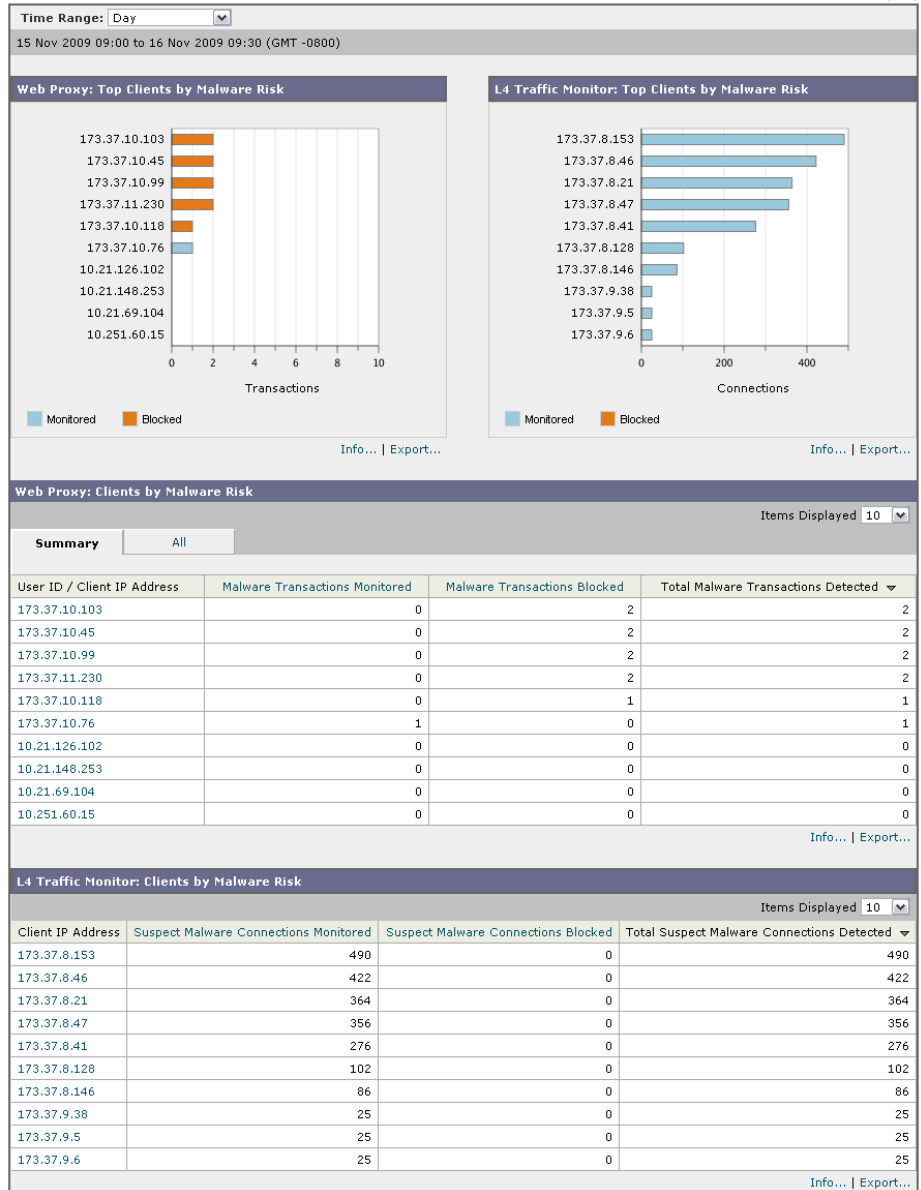 Time Range: Day
15 Nov 2009 09:00 to 16 Nov 2009 09:30 (GMT -0800)
Web Proxy: Top Clients by Malware Risk
173.37.10.103
173.37.10.45
173.37.10.99
173.37.11.230
173.37.10.118
173.37.10.76
10.21.126.102
10.21.148.253
10.21.69.104
10.251.60.15
0 2 4 6 8 10
Transactions
Monitored Blocked
Info... | Export...
L4 Traffic Monitor: Top Clients by Malware Risk
173.37.8.153
173.37.8.46
173.37.8.21
173.37.8.47
173.37.8.41
173.37.8.128
173.37.8.146
173.37.9.38
173.37.9.5
173.37.9.6
0 200 400
Connections
Monitored Blocked
Info... | Export...
Web Proxy: Clients by Malware Risk
Items Displayed 10
Summary All
User ID / Client IP Address Malware Transactions Monitored Malware Transactions Blocked Total Malware Transactions Detected
173.37.10.103 0 2 2
173.37.10.45 0 2 2
173.37.10.99 0 2 2
173.37.11.230 0 2 2
173.37.10.118 0 1 1
173.37.10.76 1 0 1
10.21.126.102 0 0 0
10.21.148.253 0 0 0
10.21.69.104 0 0 0
10.251.60.15 0 0 0
Info... | Export...
L4 Traffic Monitor: Clients by Malware Risk
Items Displayed 10
Client IP Address Suspect Malware Connections Monitored Suspect Malware Connections Blocked Total Suspect Malware Connections Detected
173.37.8.153 490 0 490
173.37.8.46 422 0 422
173.37.8.21 364 0 364
173.37.8.47 356 0 356
173.37.8.41 276 0 276
173.37.8.128 102 0 102
173.37.8.146 86 0 86
173.37.9.38 25 0 25
173.37.9.5 25 0 25
173.37.9.6 25 0 25
Info... | Export...